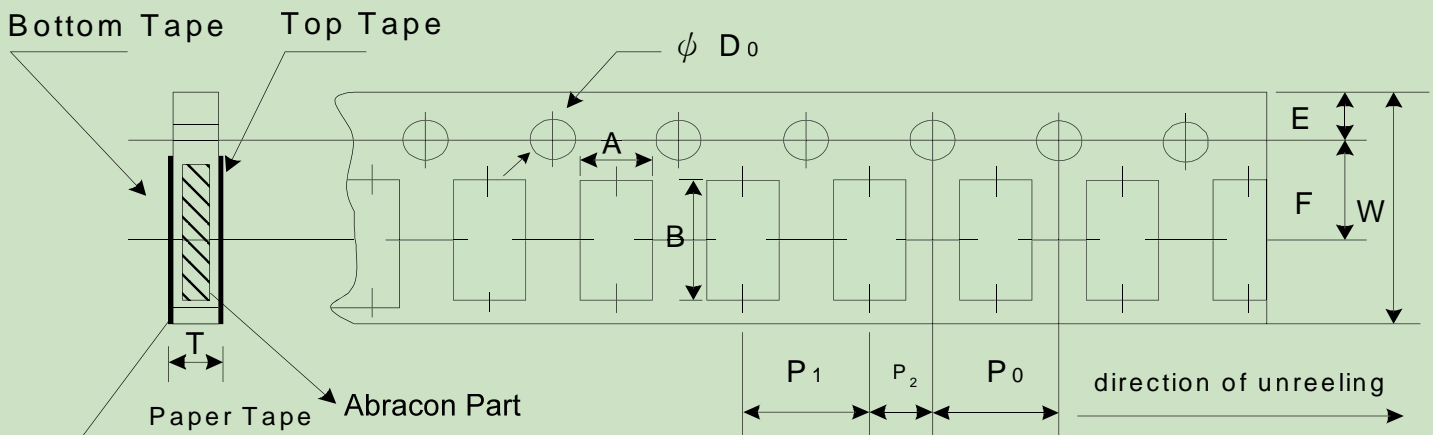 Bottom Tape
Top Tape
ϕ D0
E
A
F
W
B
T
P1
P2
P0
direction of unreeling
Paper Tape
Abracon Part